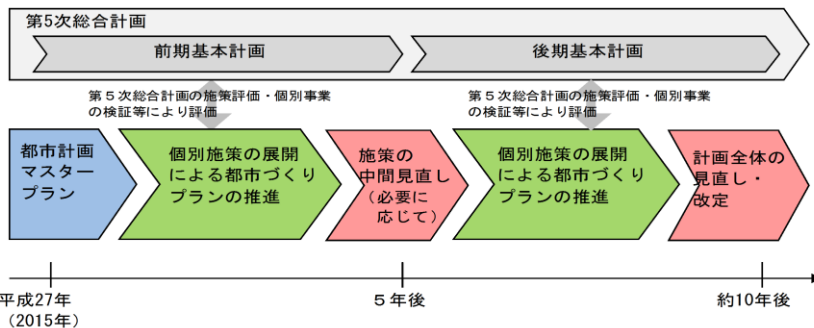 第5次総合計画
前期基本計画
後期基本計画
第５次総合計画の施策評価・個別事業
の検証等により評価
第５次総合計画の施策評価・個別事業
の検証等により評価
都市計画
マスター
プラン
個別施策の展開
による都市づくり
プランの推進
施策の
中間見直し
（必要に
応じて）
個別施策の展開
による都市づくり
プランの推進
計画全体の
見直し・
改定
平成27年
（2015年）
５年後
約10年後